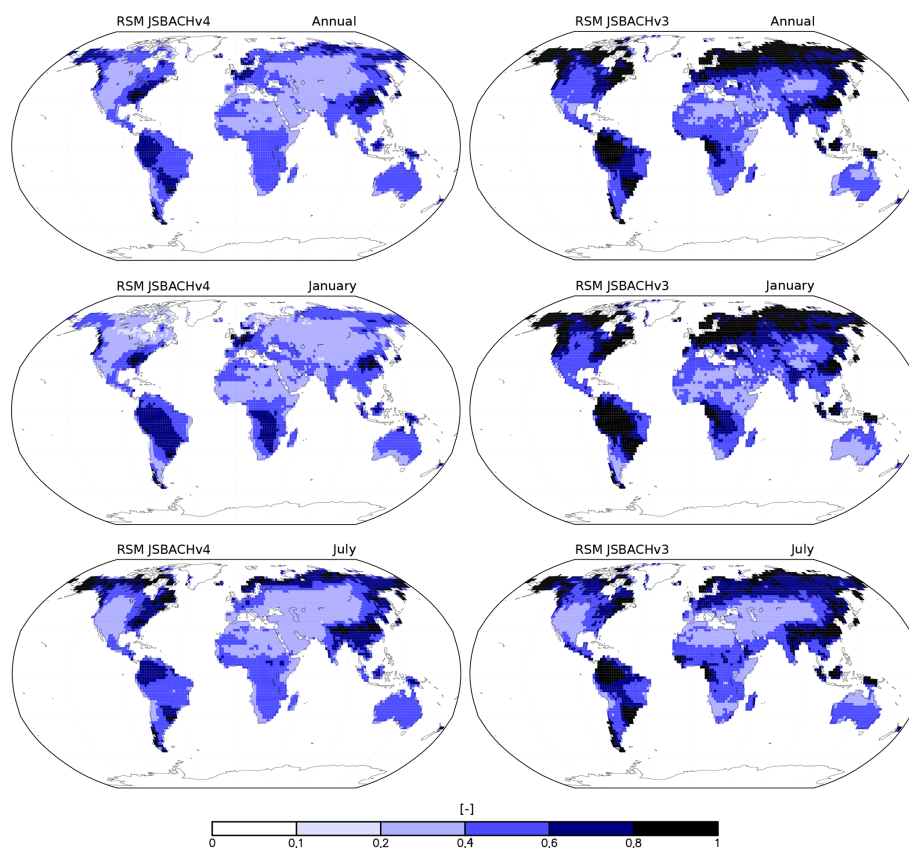 RSM JSBACHv4 Annual RSM JSBACHv3 Annual
RSM JSBACHv4 January RSM JSBACHv3 January
RSM JSBACHv4 July RSM JSBACHv3 July
[-]
0 0.1 0.2 0.4 0.6 0.8 1